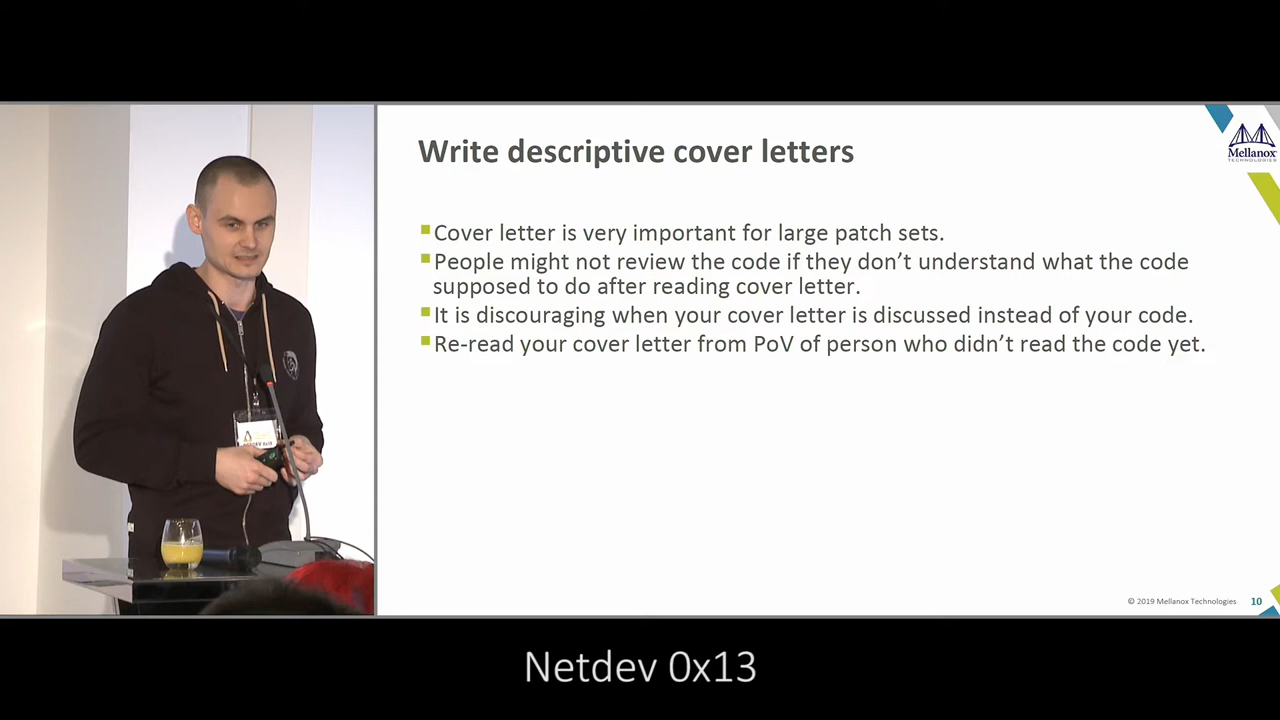 Write descriptive cover letters
Mellanox
TECHNOLOGIES
Cover letter is very important for large patch sets.
People might not review the code if they don’t understand what the code
supposed to do after reading cover letter.
It is discouraging when your cover letter is discussed instead of your code.
Re-read your cover letter from PoV of person who didn’t read the code yet.
© 2019 Mellanox Technologies 10
Netdev 0x13